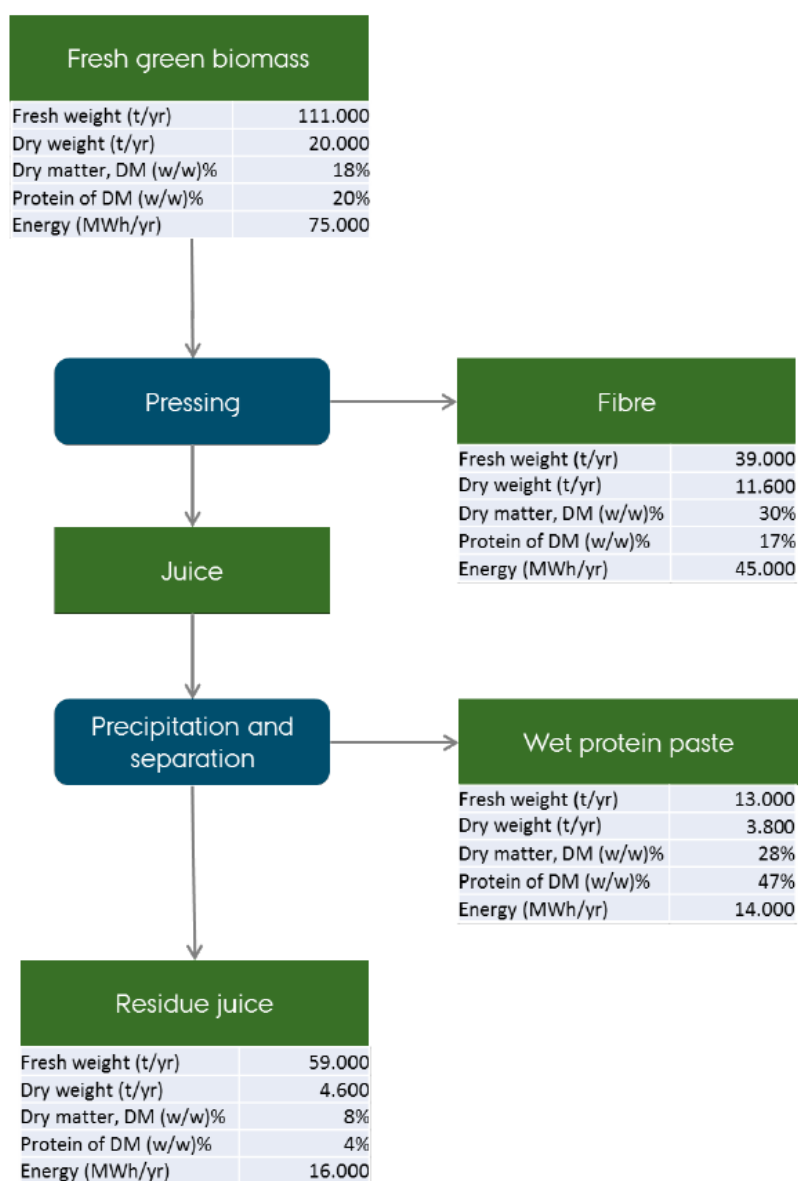 Fresh green biomass
Fresh weight (t/yr) 111.000
Dry weight (t/yr) 20.000
Dry matter, DM (w/w)% 18%
Protein of DM (w/w)% 20%
Energy (MWh/yr) 75.000
Pressing
Fibre
Fresh weight (t/yr) 39.000
Dry weight (t/yr) 11.600
Dry matter, DM (w/w)% 30%
Protein of DM (w/w)% 17%
Energy (MWh/yr) 45.000
Juice
Precipitation and
separation
Wet protein paste
Fresh weight (t/yr) 13.000
Dry weight (t/yr) 3.800
Dry matter, DM (w/w)% 28%
Protein of DM (w/w)% 47%
Energy (MWh/yr) 14.000
Residue juice
Fresh weight (t/yr) 59.000
Dry weight (t/yr) 4.600
Dry matter, DM (w/w)% 8%
Protein of DM (w/w)% 4%
Energy (MWh/yr) 16.000